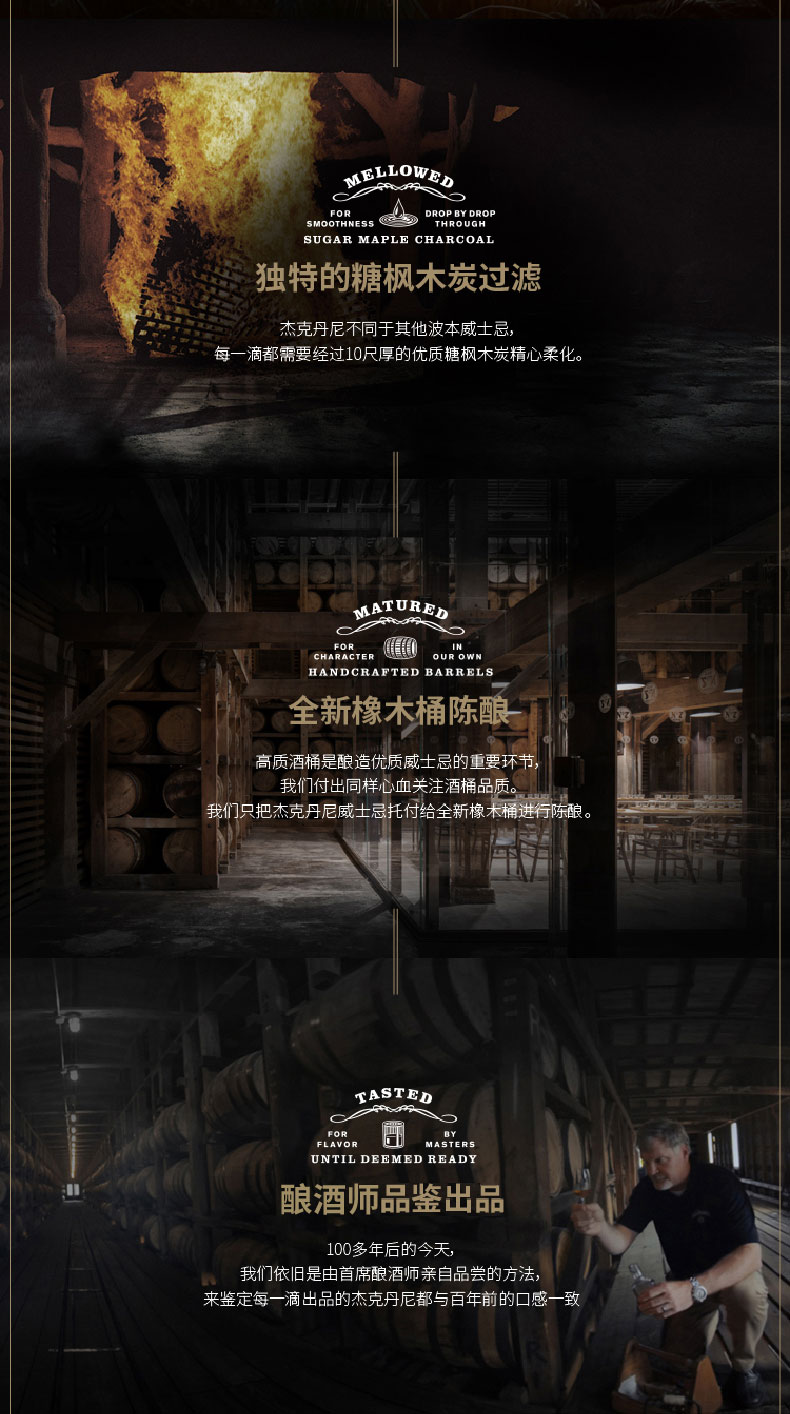 MELLOWED
FOR SMOOTHNESS
DROP BY DROP THROUGH
SUGAR MAPLE CHARCOAL
独特的糖枫木炭过滤
杰克丹尼不同于其他波本威士忌，
每一滴都需要经过10尺厚的优质糖枫木炭精心柔化。
MATURED
FOR CHARACTER
IN OUR OWN
HANDCRAFTED BARRELS
全新橡木桶陈酿
高质酒桶是酿造优质威士忌的重要环节，
我们付出同样心血关注酒桶品质。
我们只把杰克丹尼威士忌托付给全新橡木桶进行陈酿。
TASTED
FOR FLAVOR
BY MASTERS
UNTIL DEEMED READY
酿酒师品鉴出品
100多年后的今天，
我们依旧是由首席酿酒师亲自品尝的方法，
来鉴定每一滴出品的杰克丹尼都与百年前的口感一致